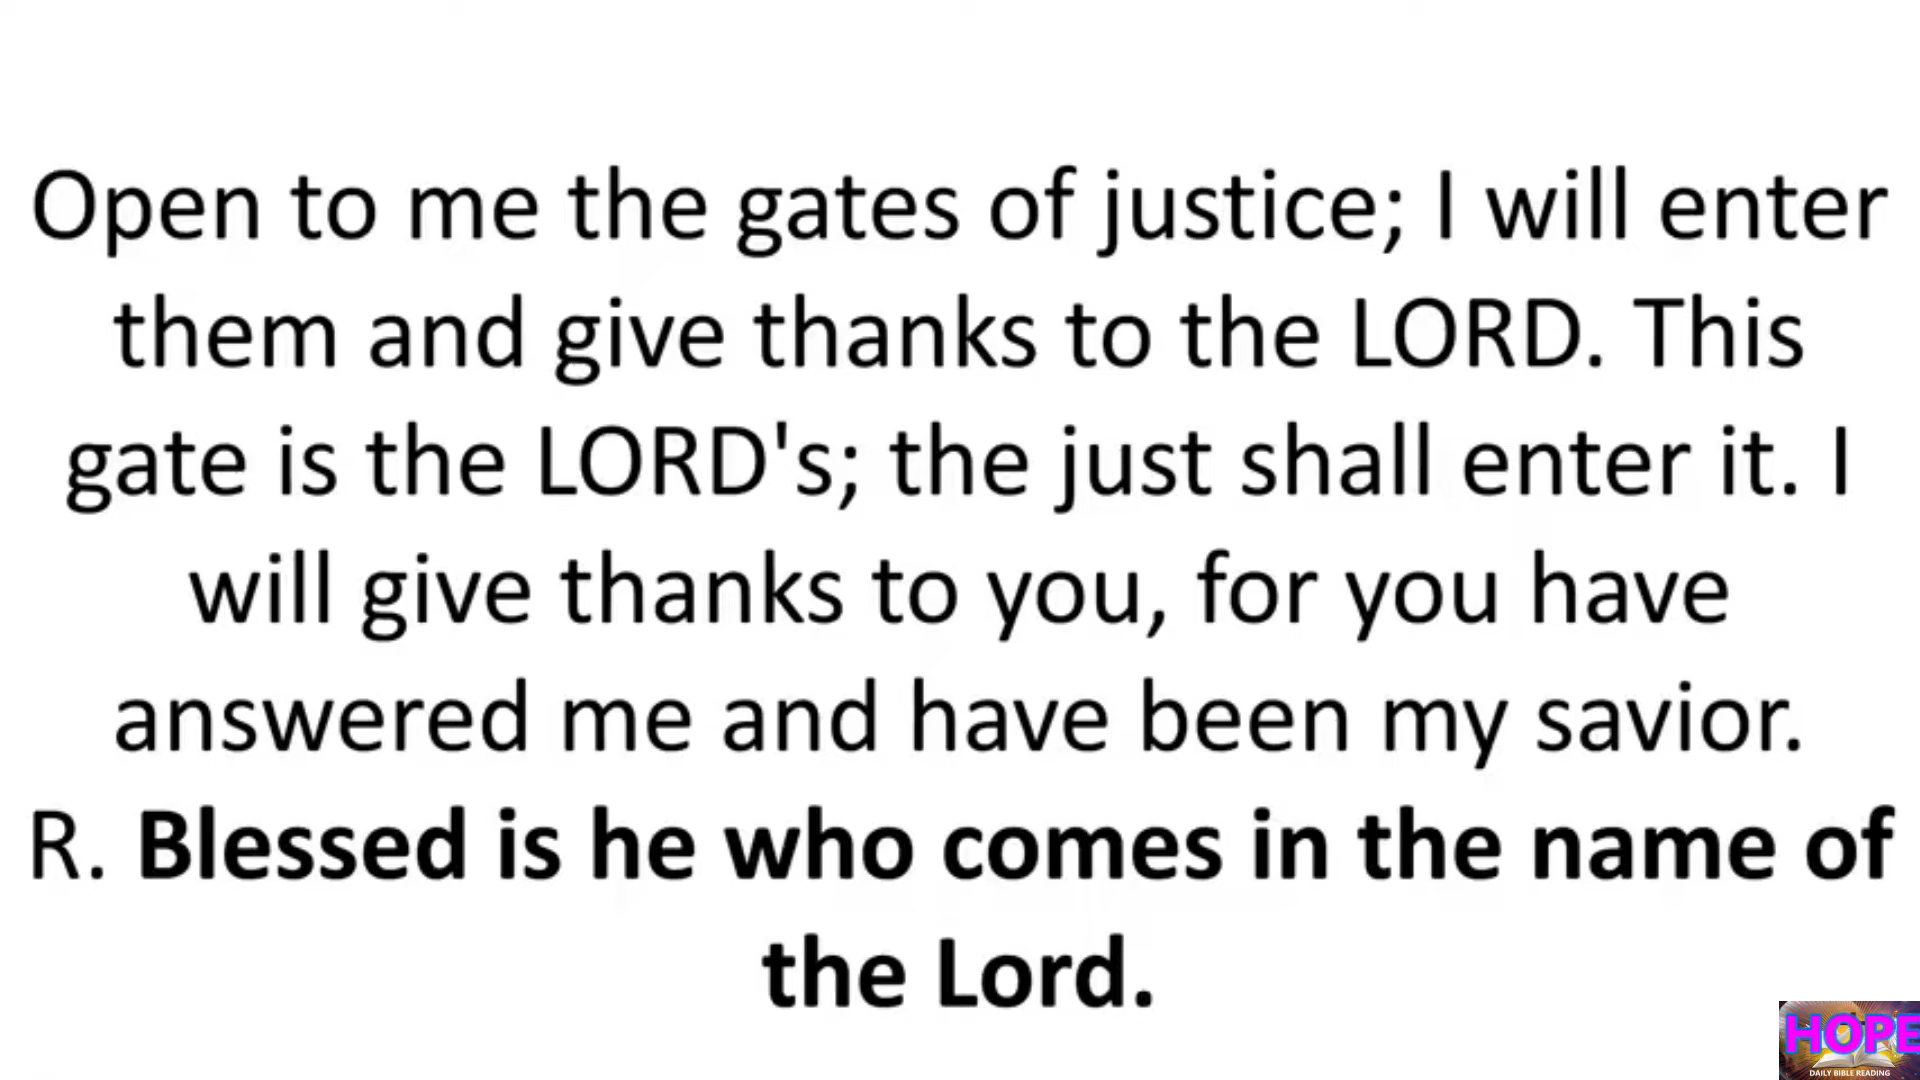 Open to me the gates of justice; I will enter
them and give thanks to the LORD. This
gate is the LORD's; the just shall enter it. I
will give thanks to you, for you have
answered me and have been my savior.
R. Blessed is he who comes in the name of
the Lord.
HOPE
DAILY BIBLE READING